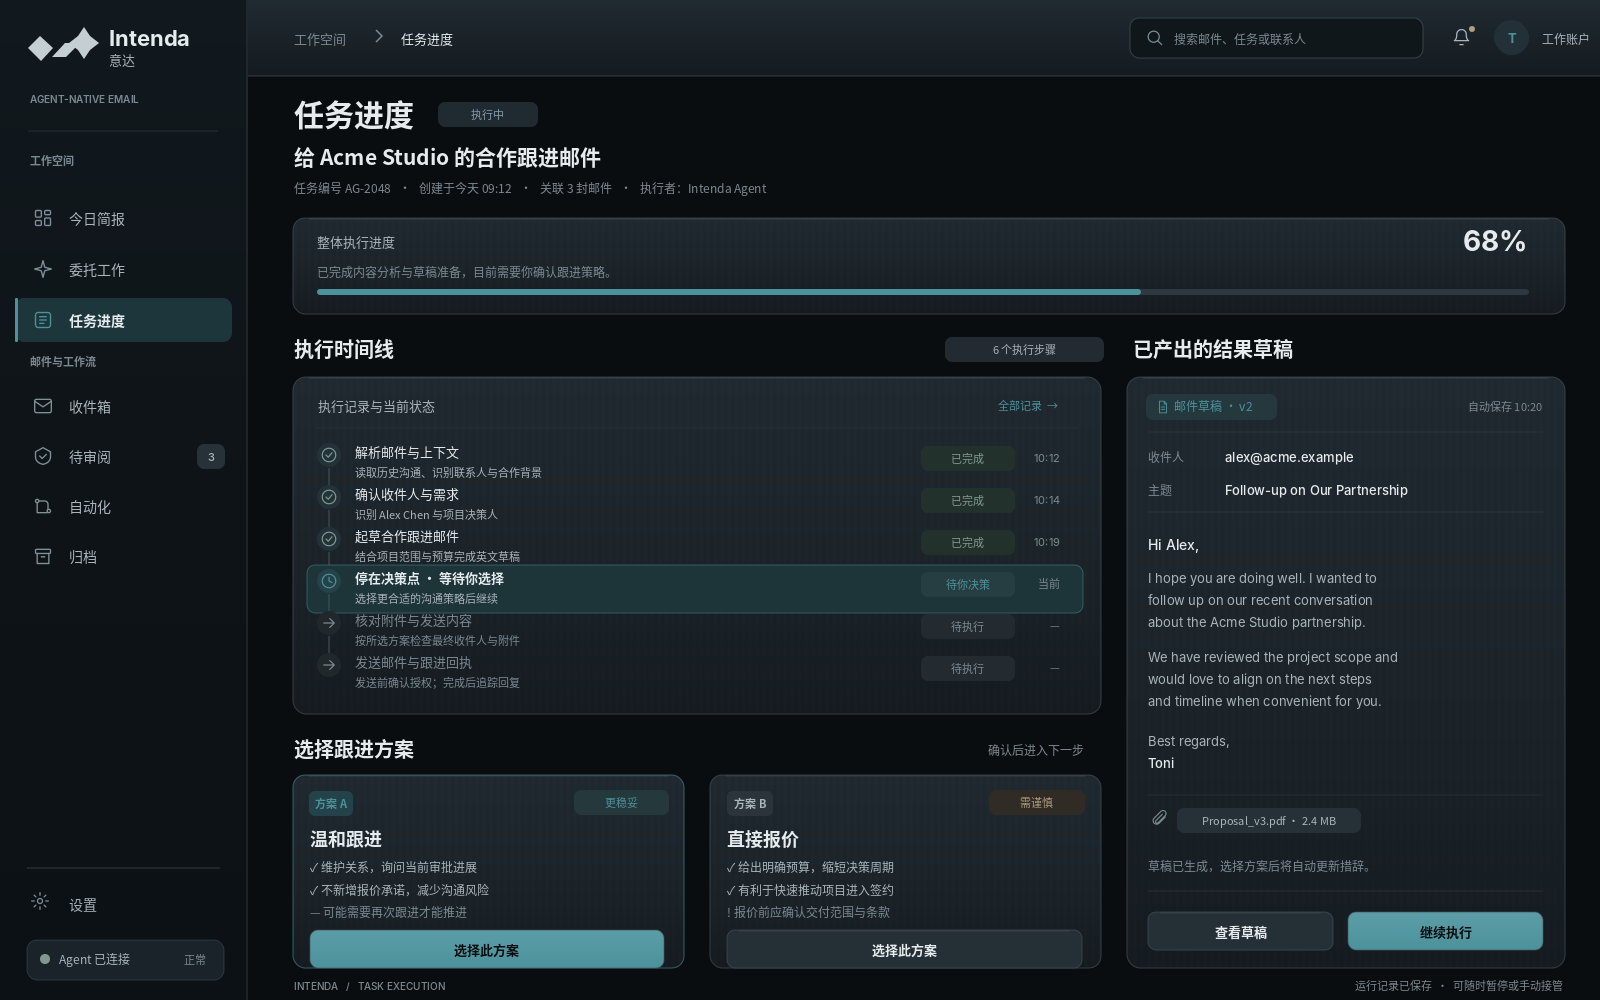 Intenda
意达
AGENT-NATIVE EMAIL
工作空间
今日简报
委托工作
任务进度
邮件与工作流
收件箱
待审阅
3
自动化
归档
设置
Agent 已连接
正常
工作空间
任务进度
搜索邮件、任务或联系人
T
工作账户
任务进度
执行中
给 Acme Studio 的合作跟进邮件
任务编号 AG-2048 · 创建于今天 09:12 · 关联 3 封邮件 · 执行者：Intenda Agent
整体执行进度
68%
已完成内容分析与草稿准备，目前需要你确认跟进策略。
执行时间线
6 个执行步骤
执行记录与当前状态
全部记录 →
解析邮件与上下文
读取历史沟通、识别联系人与合作背景
已完成
10:12
确认收件人与需求
识别 Alex Chen 与项目决策人
已完成
10:14
起草合作跟进邮件
结合项目范围与预算完成英文草稿
已完成
10:19
停在决策点 · 等待你选择
选择更合适的沟通策略后继续
待你决策
当前
核对附件与发送内容
按所选方案检查最终收件人与附件
待执行
—
发送邮件与跟进回执
发送前确认授权；完成后追踪回复
待执行
—
选择跟进方案
确认后进入下一步
方案 A
更稳妥
温和跟进
✓ 维护关系，询问当前审批进展
✓ 不新增报价承诺，减少沟通风险
— 可能需要再次跟进才能推进
选择此方案
方案 B
需谨慎
直接报价
✓ 给出明确预算，缩短决策周期
✓ 有利于快速推动项目进入签约
! 报价前应确认交付范围与条款
选择此方案
已产出的结果草稿
邮件草稿 · v2
自动保存 10:20
收件人
alex@acme.example
主题
Follow-up on Our Partnership
Hi Alex,
I hope you are doing well. I wanted to
follow up on our recent conversation
about the Acme Studio partnership.
We have reviewed the project scope and
would love to align on the next steps
and timeline when convenient for you.
Best regards,
Toni
Proposal_v3.pdf · 2.4 MB
草稿已生成，选择方案后将自动更新措辞。
查看草稿
继续执行
INTENDA / TASK EXECUTION
运行记录已保存 · 可随时暂停或手动接管